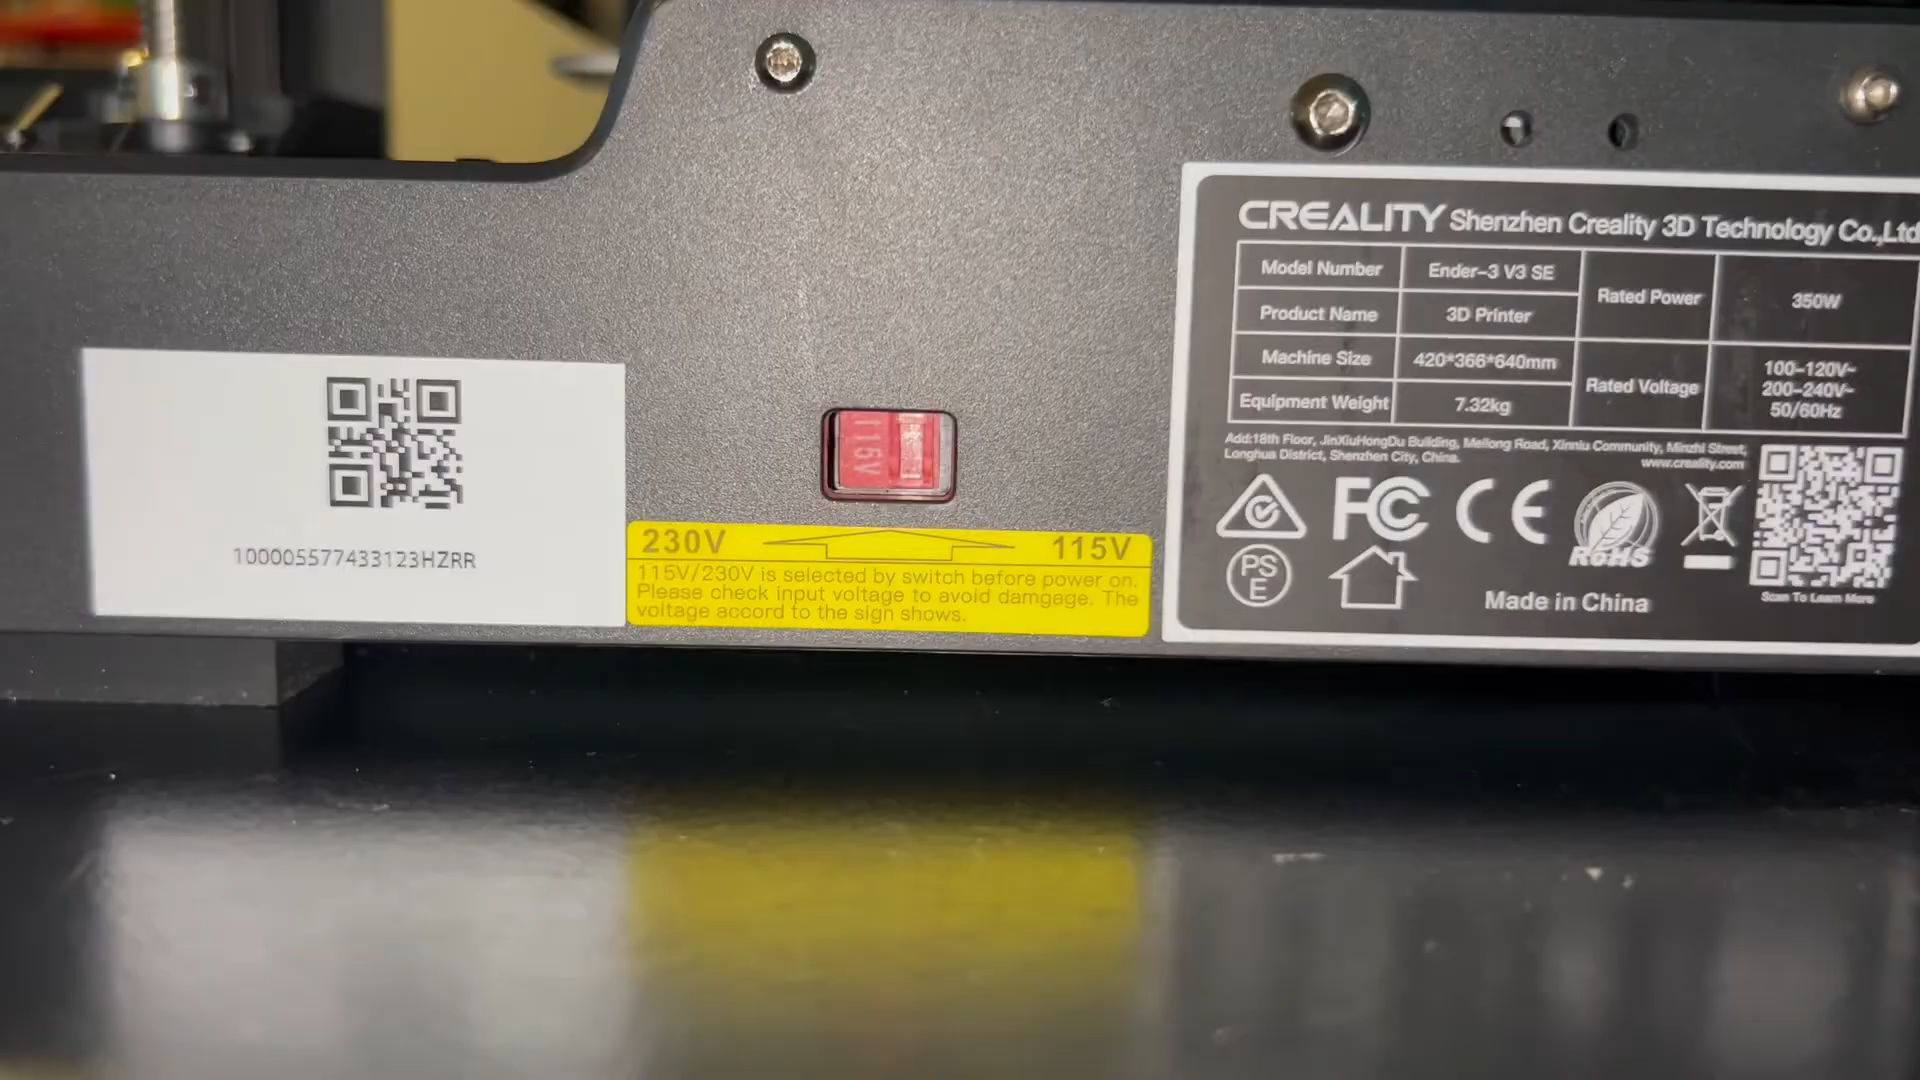 CREALITY Shenzhen Creality 3D Technology Co.,Ltd
Model Number Ender-3 V3 SE Rated Power 350W
Product Name 3D Printer
Machine Size 420*366*640mm Rated Voltage 100-120V~
200-240V~
50/60Hz
Equipment Weight 7.32kg
Add:18th Floor, JinXiuHongDu Building, Meilong Road, Xinniu Community, Minzhi Street,
Longhua District, Shenzhen City, China.
www.creality.com
FC CE RoHS
PS
E
Made in China
Scan To Learn More
115V
230V 115V
115V/230V is selected by switch before power on.
Please check input voltage to avoid damgage. The
voltage accord to the sign shows.
100005577433123HZRR